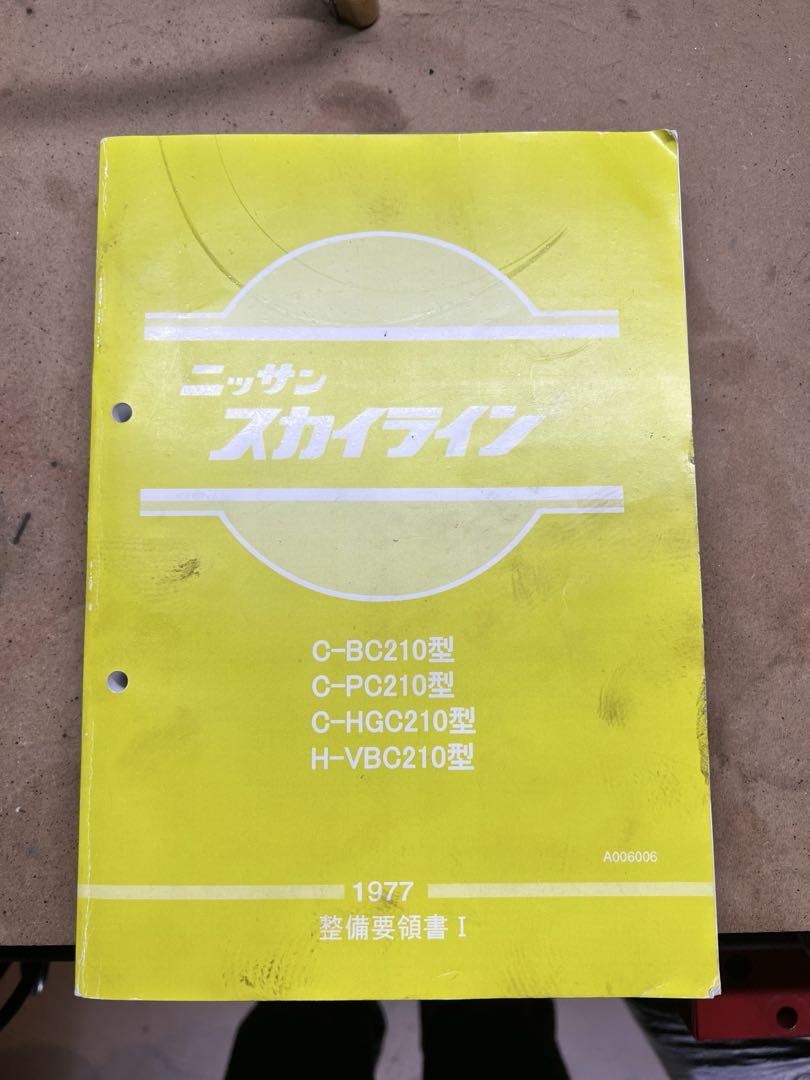 ニッサン
スカイライン
C-BC210型
C-PC210型
C-HGC210型
H-VBC210型
A006006
1977
整備要領書 I